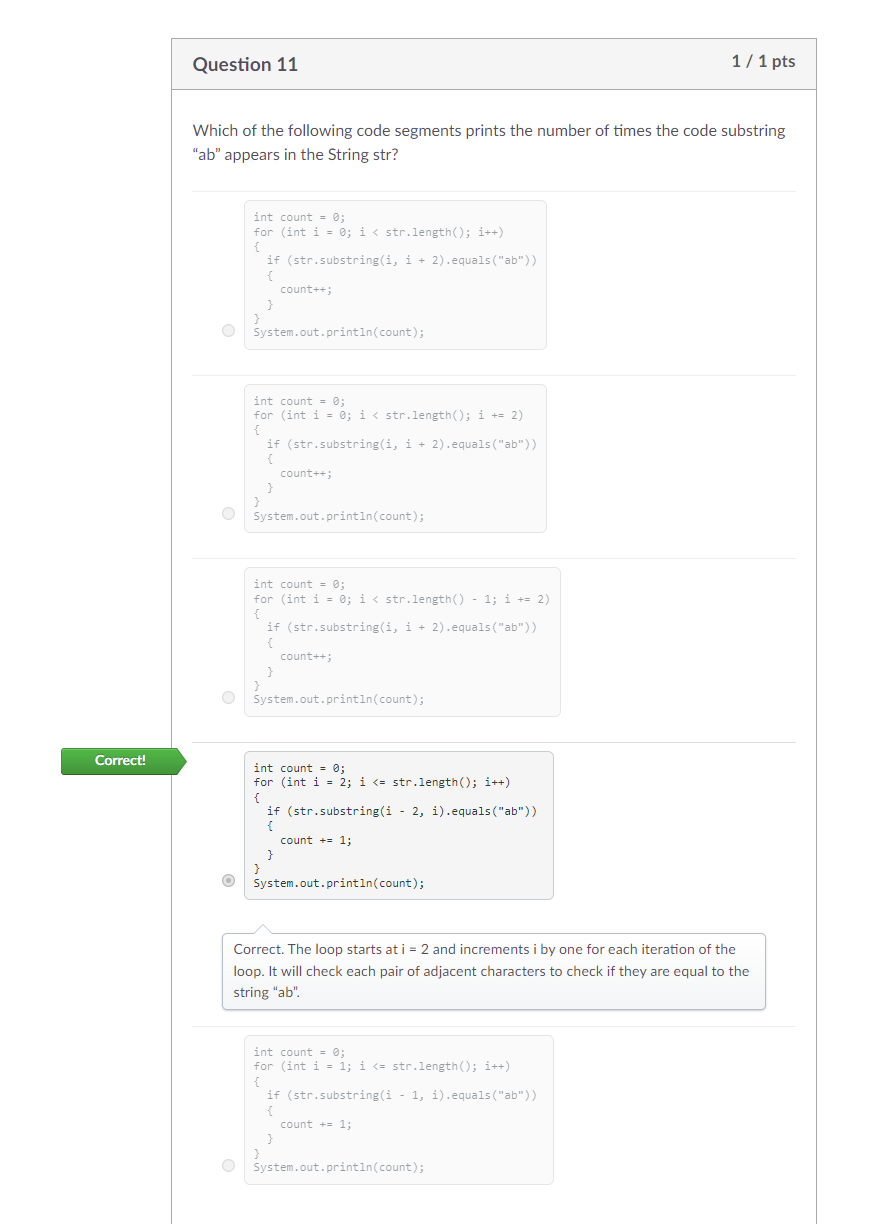 Question 11
1 / 1 pts
Which of the following code segments prints the number of times the code substring
“ab” appears in the String str?
int count = 0;
for (int i = 0; i < str.length(); i++)
{
  if (str.substring(i, i + 2).equals("ab"))
  {
    count++;
  }
}
System.out.println(count);
int count = 0;
for (int i = 0; i < str.length(); i += 2)
{
  if (str.substring(i, i + 2).equals("ab"))
  {
    count++;
  }
}
System.out.println(count);
int count = 0;
for (int i = 0; i < str.length() - 1; i += 2)
{
  if (str.substring(i, i + 2).equals("ab"))
  {
    count++;
  }
}
System.out.println(count);
Correct!
int count = 0;
for (int i = 2; i <= str.length(); i++)
{
  if (str.substring(i - 2, i).equals("ab"))
  {
    count += 1;
  }
}
System.out.println(count);
Correct. The loop starts at i = 2 and increments i by one for each iteration of the
loop. It will check each pair of adjacent characters to check if they are equal to the
string “ab”.
int count = 0;
for (int i = 1; i <= str.length(); i++)
{
  if (str.substring(i - 1, i).equals("ab"))
  {
    count += 1;
  }
}
System.out.println(count);